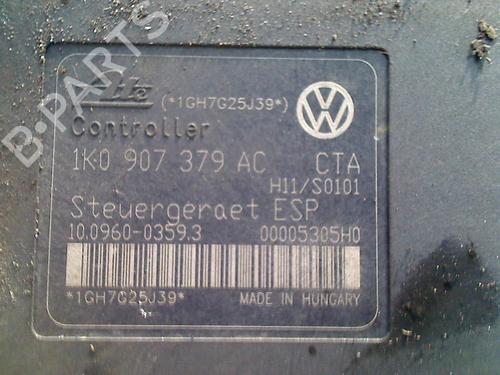 B-PARTS
Ate (*1GH7G25J39*)
Controller
1K0 907 379 AC CTA
H11/S0101
Steuergeraet ESP
10.0960-0359.3 00005305H0
*1GH7G25J39* MADE IN HUNGARY